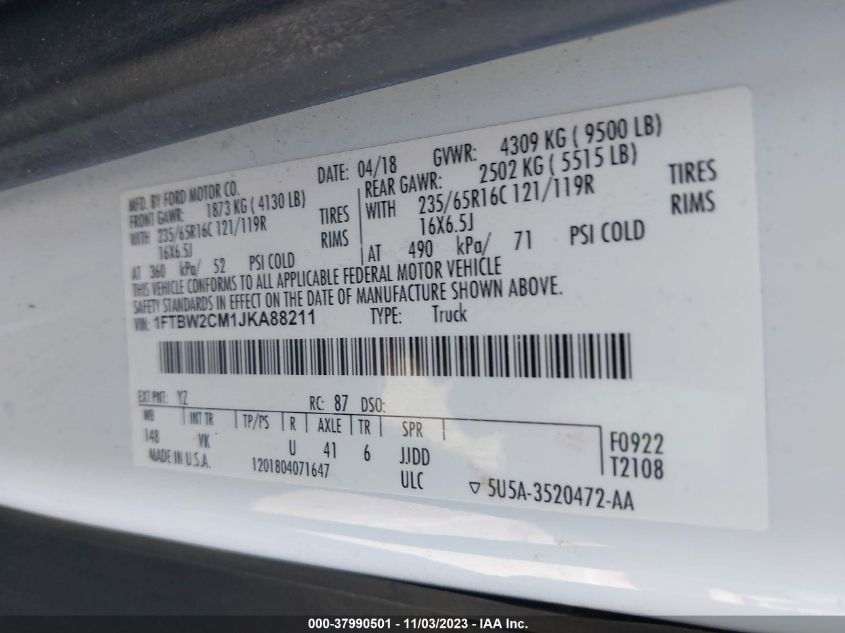 MFD. BY FORD MOTOR CO. DATE: 04/18 GVWR: 4309 KG ( 9500 LB)
FRONT GAWR: 1873 KG ( 4130 LB) REAR GAWR: 2502 KG ( 5515 LB)
WITH 235/65R16C 121/119R TIRES WITH 235/65R16C 121/119R TIRES
16X6.5J RIMS 16X6.5J RIMS
AT 360 kPa/ 52 PSI COLD AT 490 kPa/ 71 PSI COLD
THIS VEHICLE CONFORMS TO ALL APPLICABLE FEDERAL MOTOR VEHICLE
SAFETY STANDARDS IN EFFECT ON THE DATE OF MANUFACTURE SHOWN ABOVE.
VIN: 1FTBW2CM1JKA88211 TYPE: Truck
EXT PNT: YZ RC: 87 DSO:
WB INT TR TP/PS R AXLE TR SPR F0922
148 VK U 41 6 JJDD T2108
MADE IN U.S.A. 1201804071647 ULC ▽ 5U5A-3520472-AA
000-37990501 - 11/03/2023 - IAA Inc.